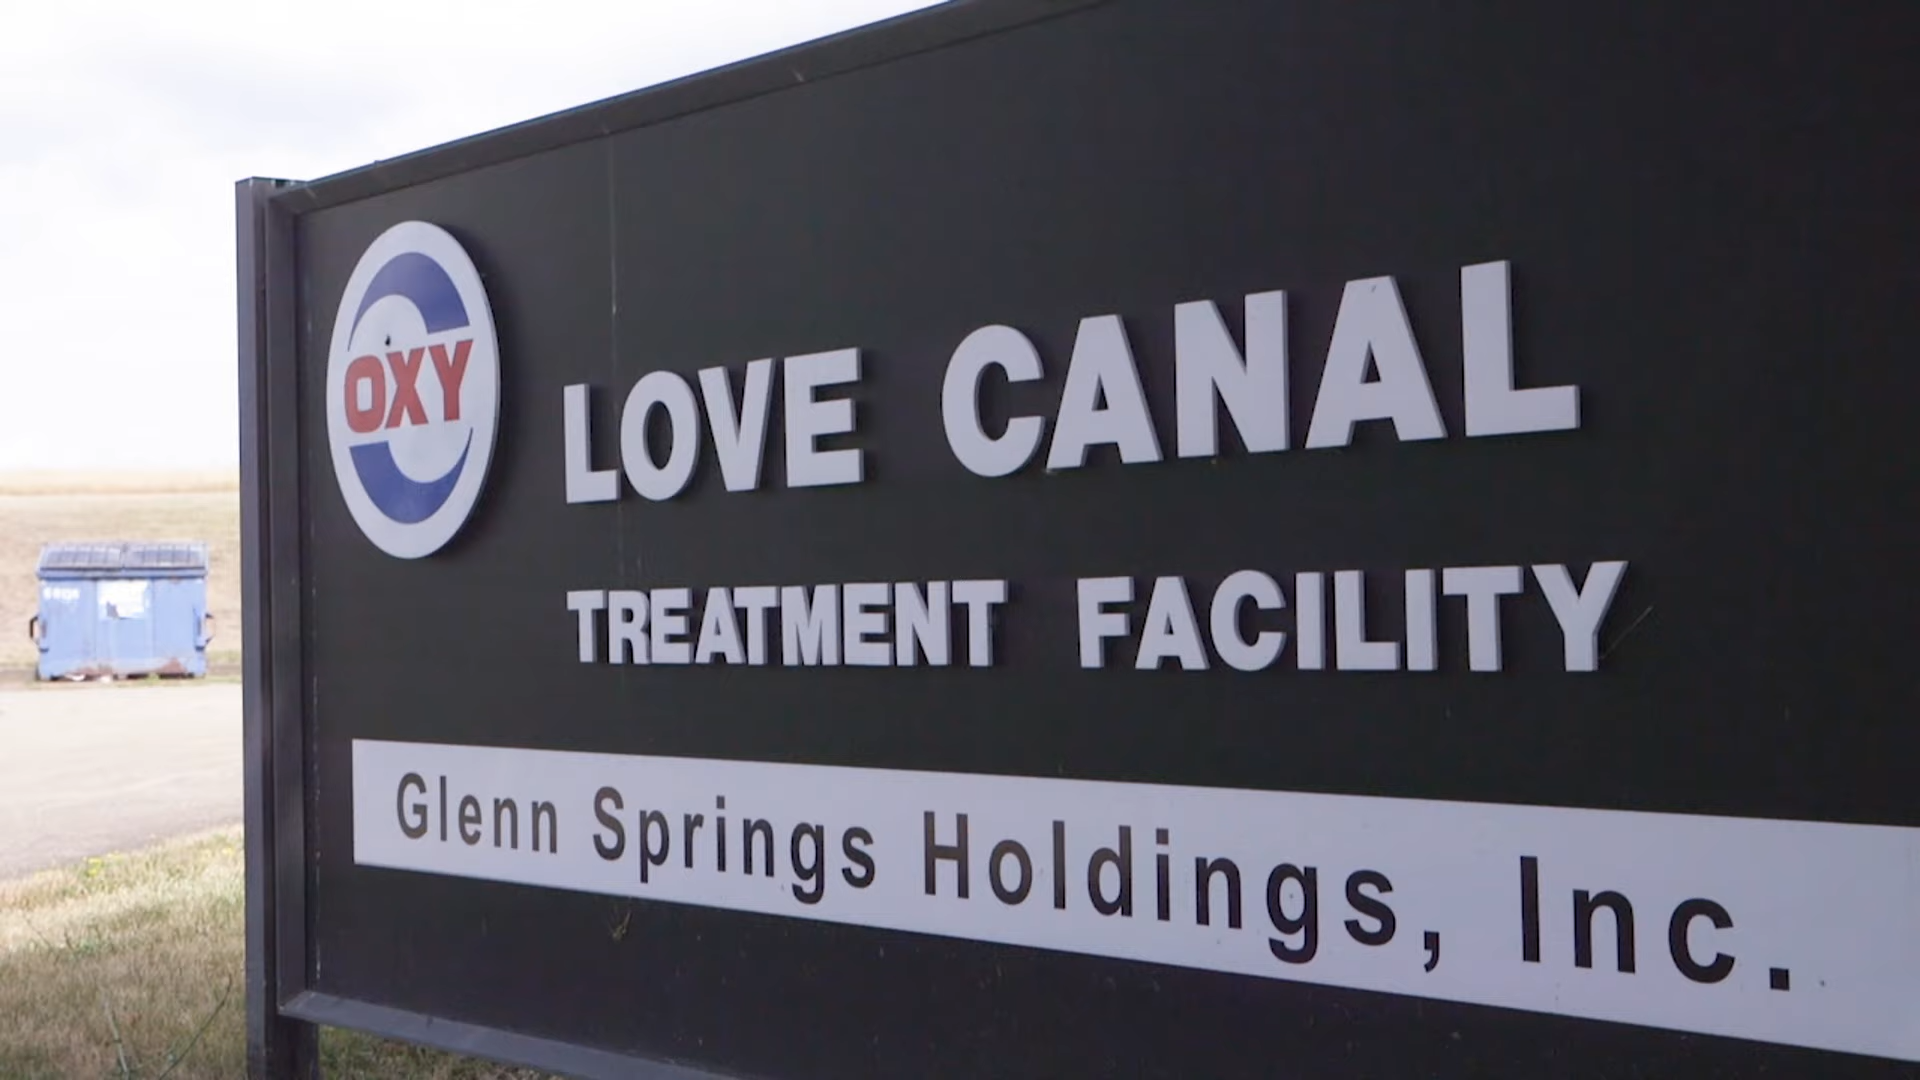 OXY
LOVE CANAL
TREATMENT FACILITY
Glenn Springs Holdings, Inc.